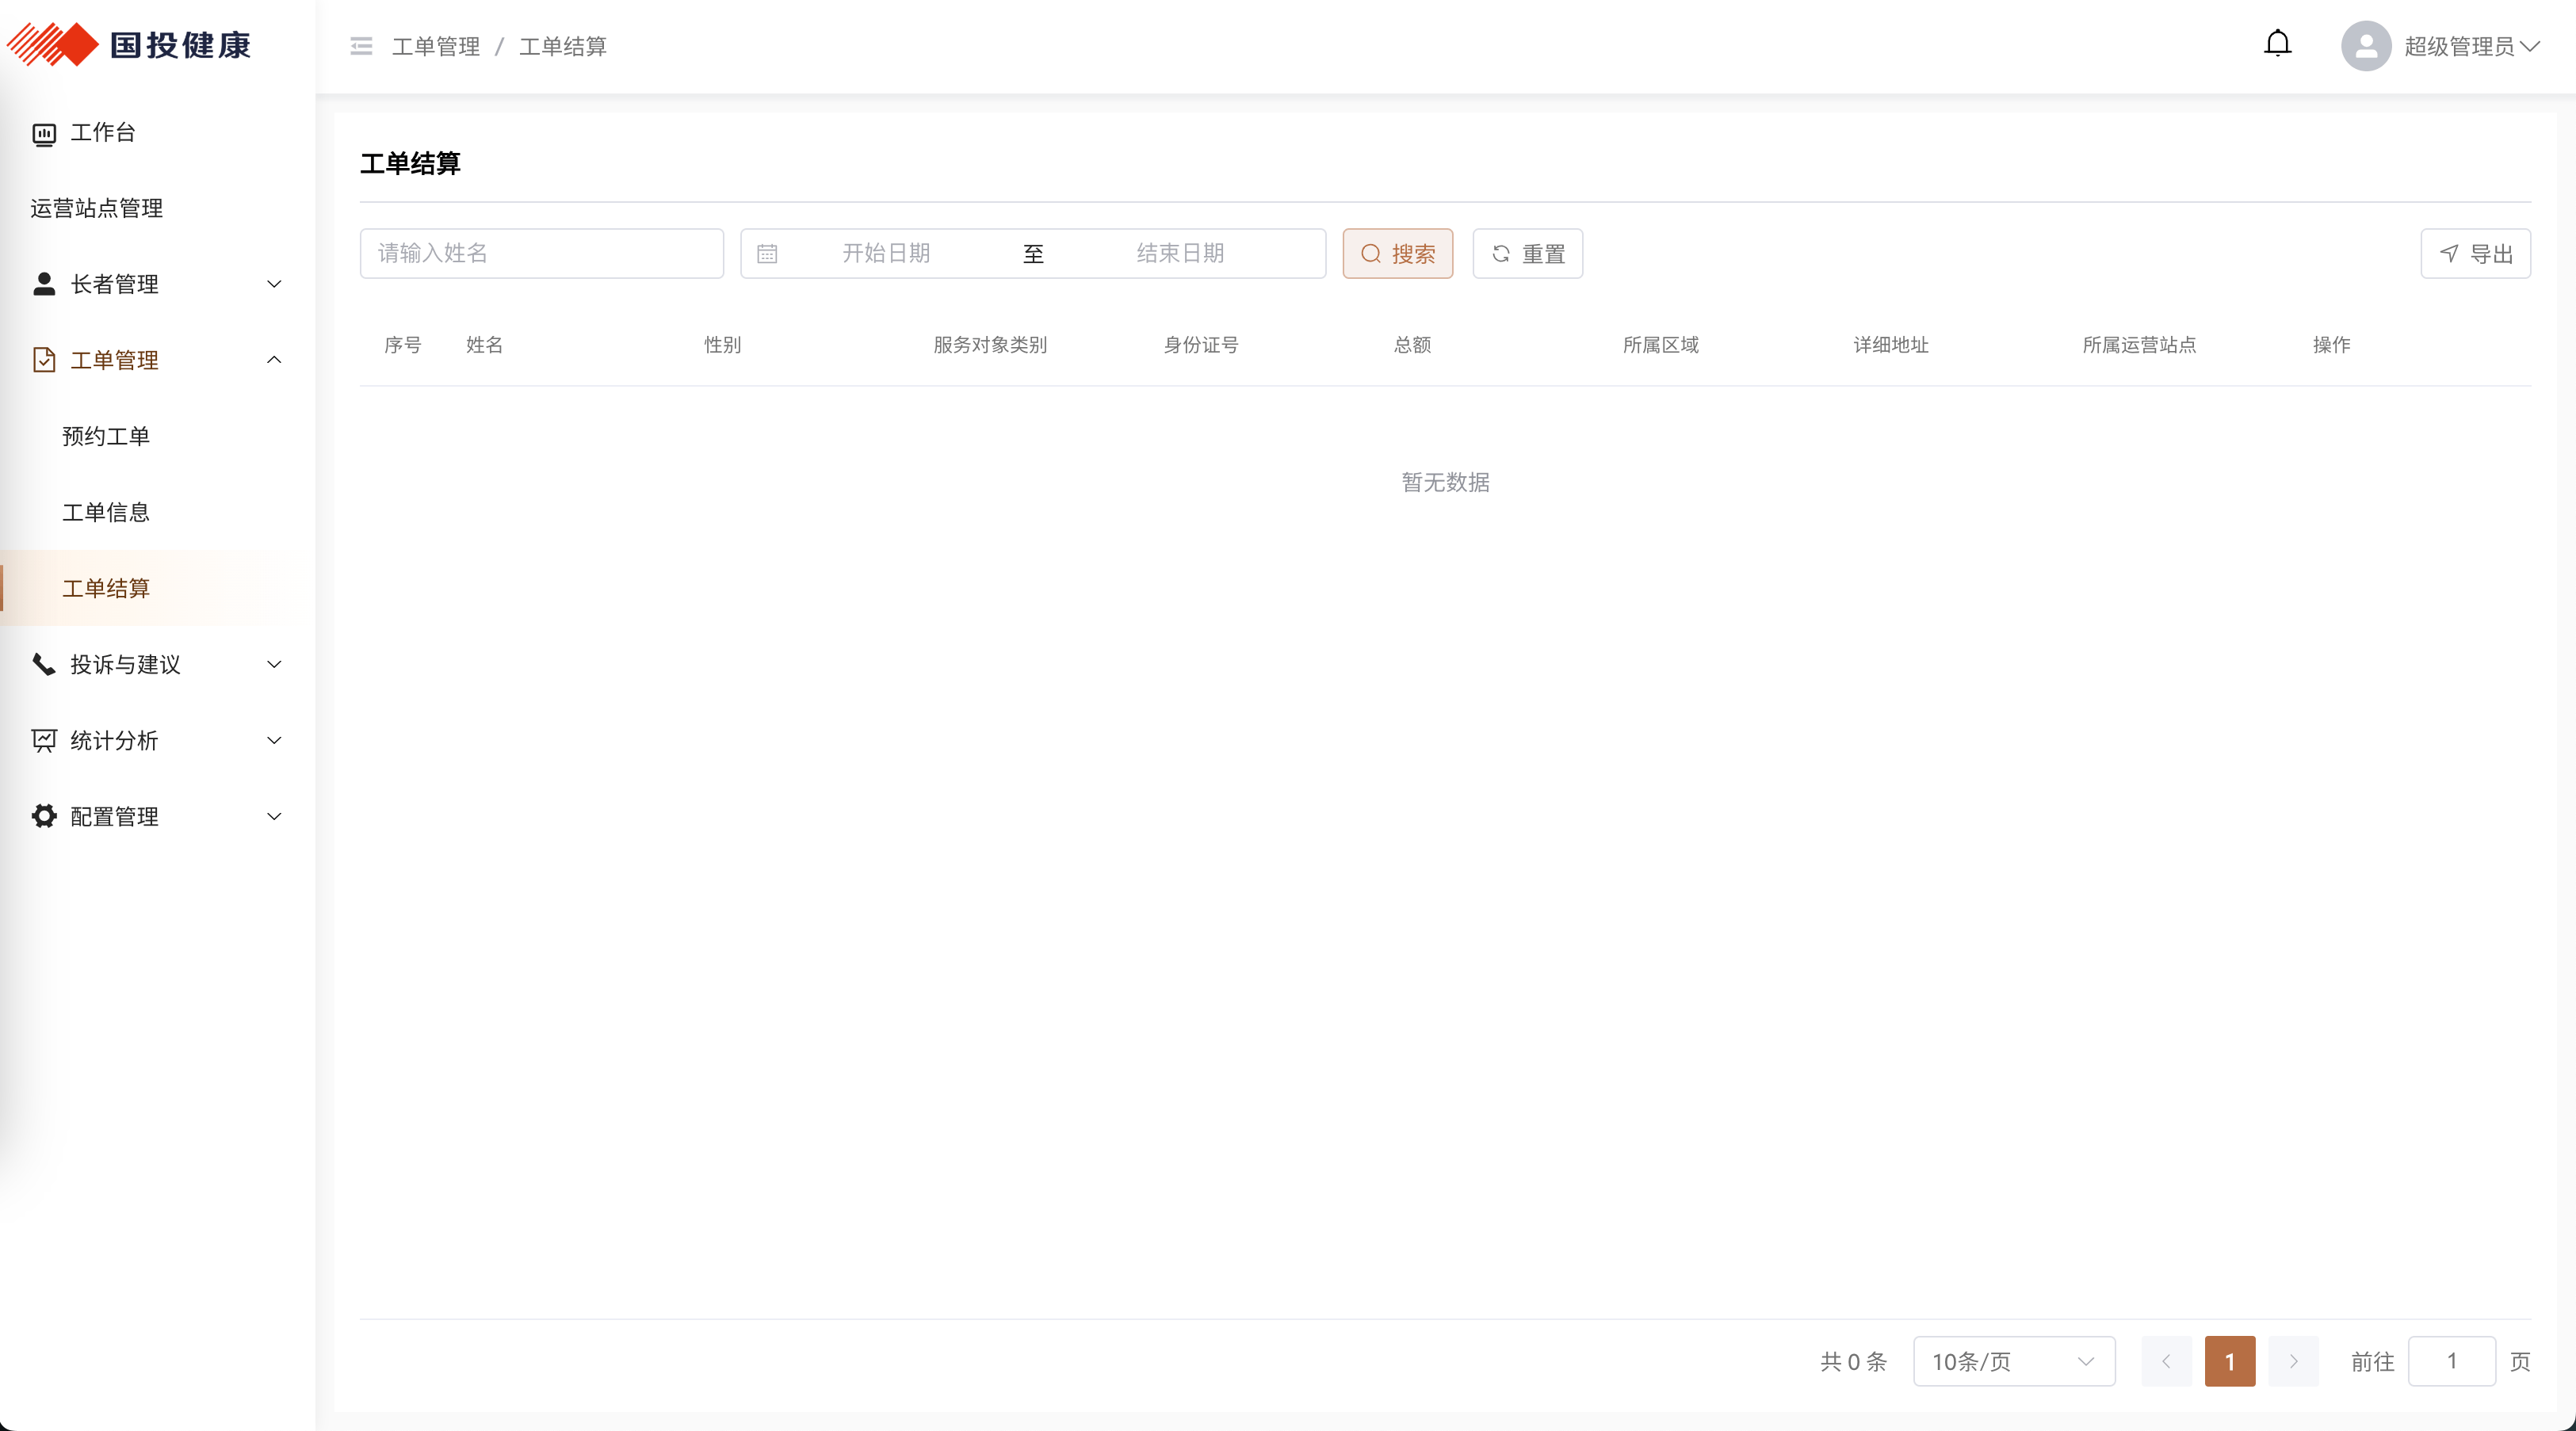 国投健康
工单管理 / 工单结算
超级管理员
工作台
运营站点管理
长者管理
工单管理
预约工单
工单信息
工单结算
投诉与建议
统计分析
配置管理
工单结算
请输入姓名
开始日期 至 结束日期
搜索
重置
导出
序号 姓名 性别 服务对象类别 身份证号 总额 所属区域 详细地址 所属运营站点 操作
暂无数据
共 0 条 10条/页 1 前往 1 页